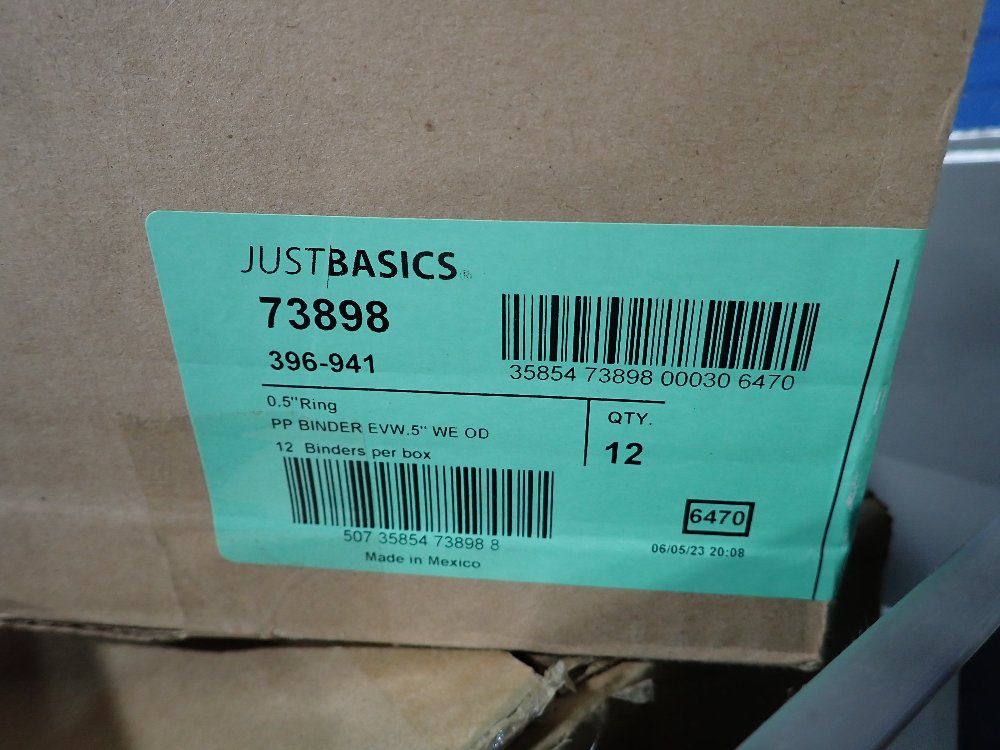 JUSTBASICS®
73898
396-941
35854 73898 00030 6470
0.5"Ring
PP BINDER EVW.5" WE OD
12 Binders per box
QTY.
12
507 35854 73898 8
Made in Mexico
6470
06/05/23 20:08